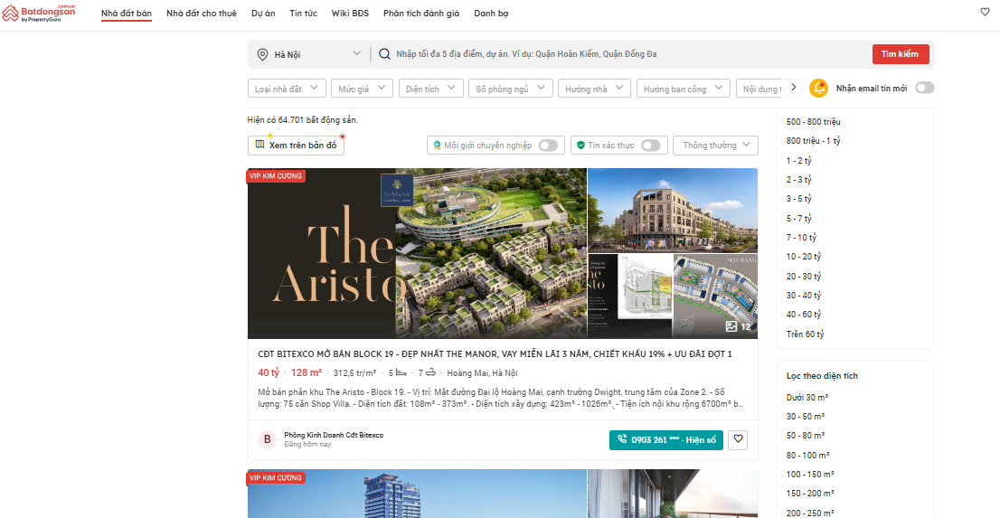 Batdongsan.com.vn
by PropertyGuru
Nhà đất bán
Nhà đất cho thuê
Dự án
Tin tức
Wiki BĐS
Phân tích đánh giá
Danh bạ
Hà Nội
Nhập tối đa 5 địa điểm, dự án. Ví dụ: Quận Hoàn Kiếm, Quận Đống Đa
Tìm kiếm
Loại nhà đất
Mức giá
Diện tích
Số phòng ngủ
Hướng nhà
Hướng ban công
Nội dung t
Nhận email tin mới
Hiện có 64.701 bất động sản.
Xem trên bản đồ
Môi giới chuyên nghiệp
Tin xác thực
Thông thường
VIP KIM CƯƠNG
THE MANOR
CENTRAL PARK
The
Aristo
MẶT BẰNG
12
CĐT BITEXCO MỞ BÁN BLOCK 19 - ĐẸP NHẤT THE MANOR, VAY MIỄN LÃI 3 NĂM, CHIẾT KHẤU 19% + ƯU ĐÃI ĐỢT 1
40 tỷ · 128 m² · 312,5 tr/m² · 5 · 7 · Hoàng Mai, Hà Nội
Mở bán phân khu The Aristo - Block 19. - Vị trí: Mặt đường Đại lộ Hoàng Mai, cạnh trường Dwight, trung tâm của Zone 2. - Số
lượng: 75 căn Shop Villa. - Diện tích đất: 108m² - 373m². - Diện tích xây dựng: 423m² - 1026m². - Tiện ích nội khu rộng 6700m² b...
B
Phòng Kinh Doanh Cđt Bitexco
Đăng hôm nay
0903 261 *** · Hiện số
VIP KIM CƯƠNG
500 - 800 triệu
800 triệu - 1 tỷ
1 - 2 tỷ
2 - 3 tỷ
3 - 5 tỷ
5 - 7 tỷ
7 - 10 tỷ
10 - 20 tỷ
20 - 30 tỷ
30 - 40 tỷ
40 - 60 tỷ
Trên 60 tỷ
Lọc theo diện tích
Dưới 30 m²
30 - 50 m²
50 - 80 m²
80 - 100 m²
100 - 150 m²
150 - 200 m²
200 - 250 m²